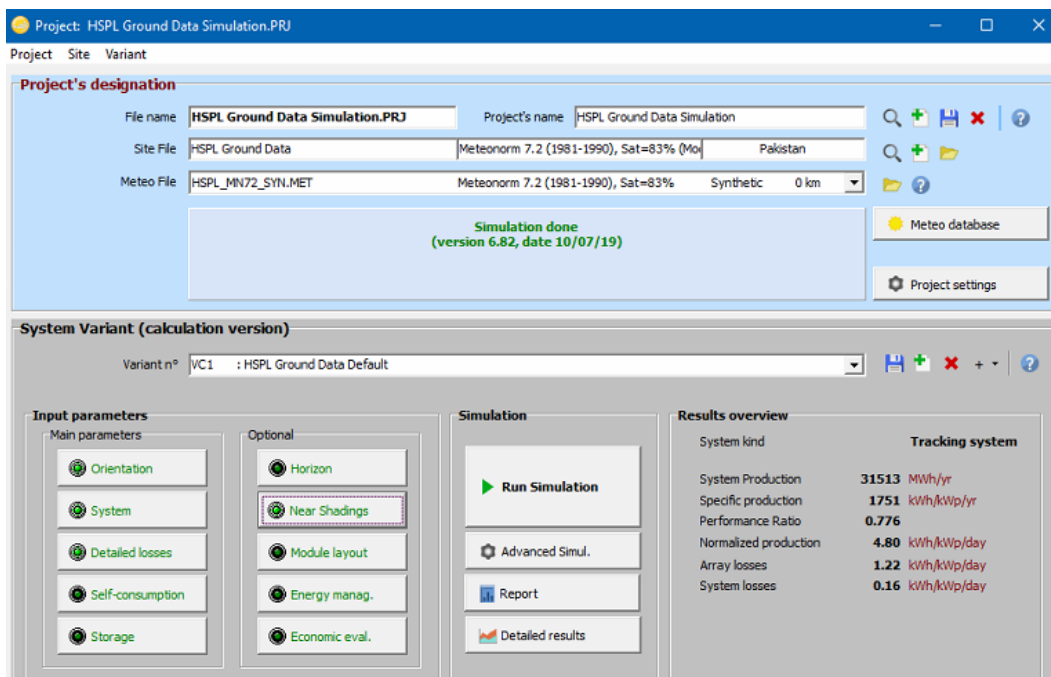 Project: HSPL Ground Data Simulation.PRJ
Project Site Variant
Project's designation
File name HSPL Ground Data Simulation.PRJ Project's name HSPL Ground Data Simulation
Site File HSPL Ground Data Meteonorm 7.2 (1981-1990), Sat=83% (Mo Pakistan
Meteo File HSPL_MN72_SYN.MET Meteonorm 7.2 (1981-1990), Sat=83% Synthetic 0 km
Simulation done
(version 6.82, date 10/07/19)
Meteo database
Project settings
System Variant (calculation version)
Variant n° VC1 : HSPL Ground Data Default
Input parameters
Main parameters
Orientation
System
Detailed losses
Self-consumption
Storage
Optional
Horizon
Near Shadings
Module layout
Energy manag.
Economic eval.
Simulation
Run Simulation
Advanced Simul.
Report
Detailed results
Results overview
System kind Tracking system
System Production 31513 MWh/yr
Specific production 1751 kWh/kWp/yr
Performance Ratio 0.776
Normalized production 4.80 kWh/kWp/day
Array losses 1.22 kWh/kWp/day
System losses 0.16 kWh/kWp/day